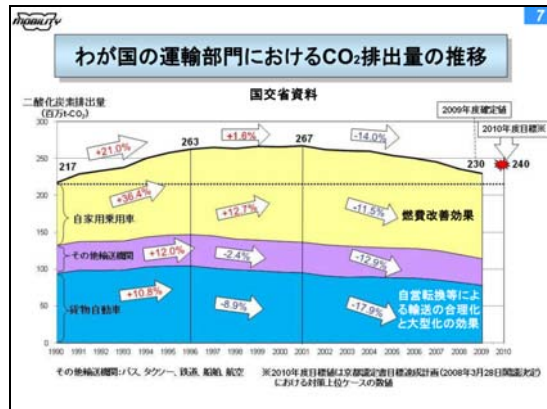 MOBILITY
7
わが国の運輸部門におけるCO₂排出量の推移
国交省資料
二酸化炭素排出量
(百万t-CO₂)
2009年度確定値
2010年度目標※
300
250
200
150
100
50
0
217
+21.0%
263
+1.6%
267
-14.0%
230
240
+36.4%
+12.7%
-11.5%
自家用乗用車
燃費改善効果
その他輸送機関
+12.0%
-2.4%
-12.9%
貨物自動車
+10.8%
-8.9%
-17.9%
自営転換等によ
る輸送の合理化
と大型化の効果
1990 1991 1992 1993 1994 1995 1996 1997 1998 1999 2000 2001 2002 2003 2004 2005 2006 2007 2008 2009 2010
その他輸送機関:バス、タクシー、鉄道、船舶、航空
※2010年度目標値は京都議定書目標達成計画(2008年3月28日閣議決定)
における対策上位ケースの数値